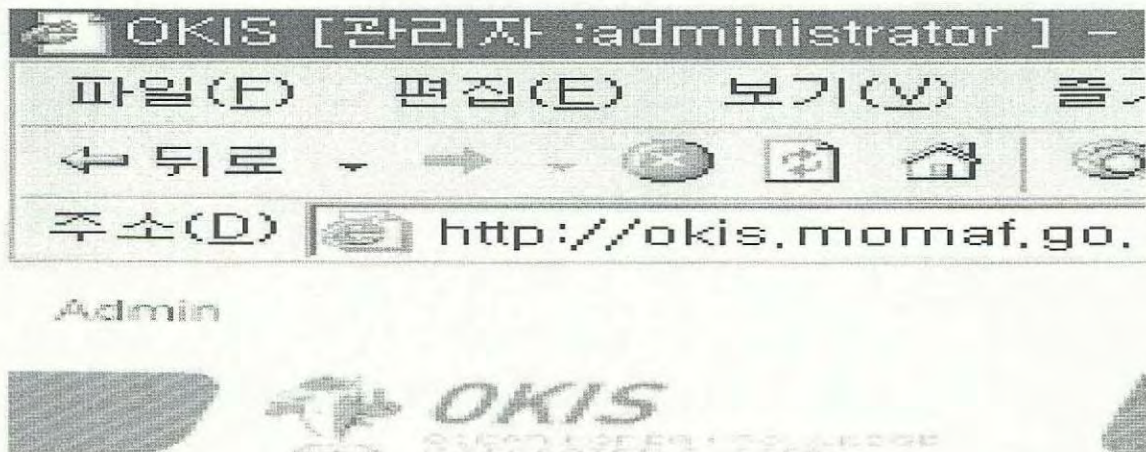 OKIS [관리자 :administrator ] -
파일(F) 편집(E) 보기(V)
뒤로
주소(D) http://okis.momaf.go.
Admin
OKIS